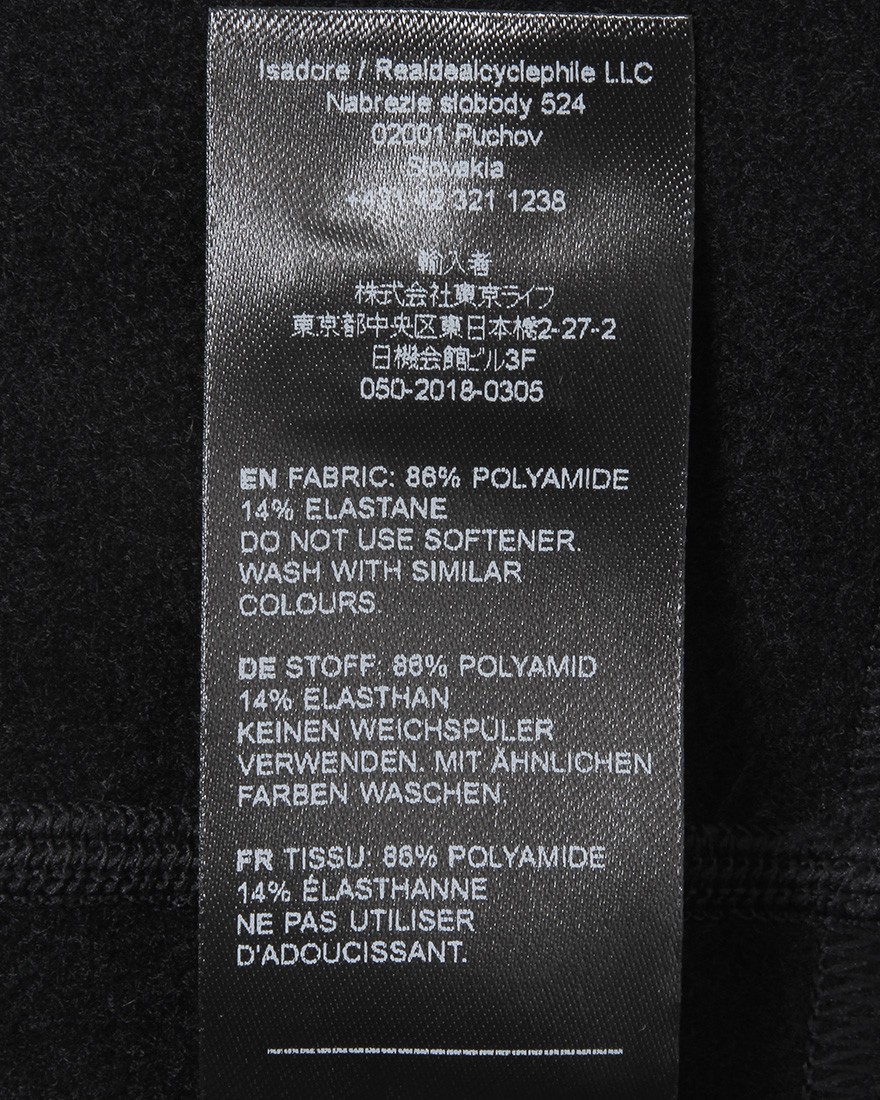 Isadore / Realdealcyclephile LLC
Nabrezie slobody 524
02001 Puchov
Slovakia
321 1238
輸入者
株式会社東京ライフ
東京都中央区東日本橋2-27-2
日機会館ビル3F
050-2018-0305
EN FABRIC: 86% POLYAMIDE
14% ELASTANE
DO NOT USE SOFTENER.
WASH WITH SIMILAR
COLOURS.
DE STOFF: 86% POLYAMID
14% ELASTHAN
KEINEN WEICHSPÜLER
VERWENDEN. MIT ÄHNLICHEN
FARBEN WASCHEN.
FR TISSU: 86% POLYAMIDE
14% ÉLASTHANNE
NE PAS UTILISER
D'ADOUCISSANT.